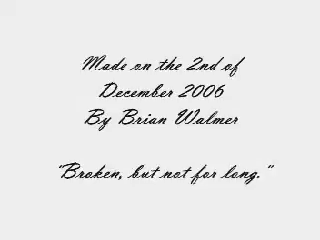 Made on the 2nd of
December 2006
By Brian Walmer
"Broken, but not for long."